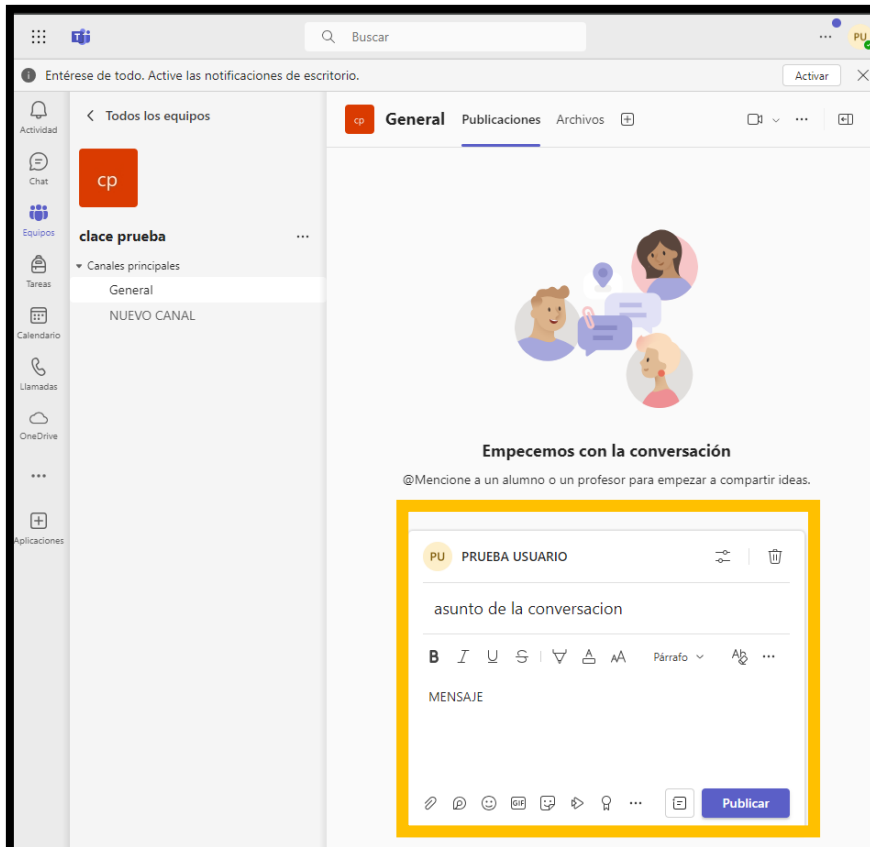 Buscar
PU
Entérese de todo. Active las notificaciones de escritorio.
Activar
Actividad
Chat
Equipos
Tareas
Calendario
Llamadas
OneDrive
Aplicaciones
Todos los equipos
cp
clace prueba
Canales principales
General
NUEVO CANAL
cp General Publicaciones Archivos
Empecemos con la conversación
@Mencione a un alumno o un profesor para empezar a compartir ideas.
PU PRUEBA USUARIO
asunto de la conversacion
B I U S A AA Párrafo Ab
MENSAJE
GIF
Publicar